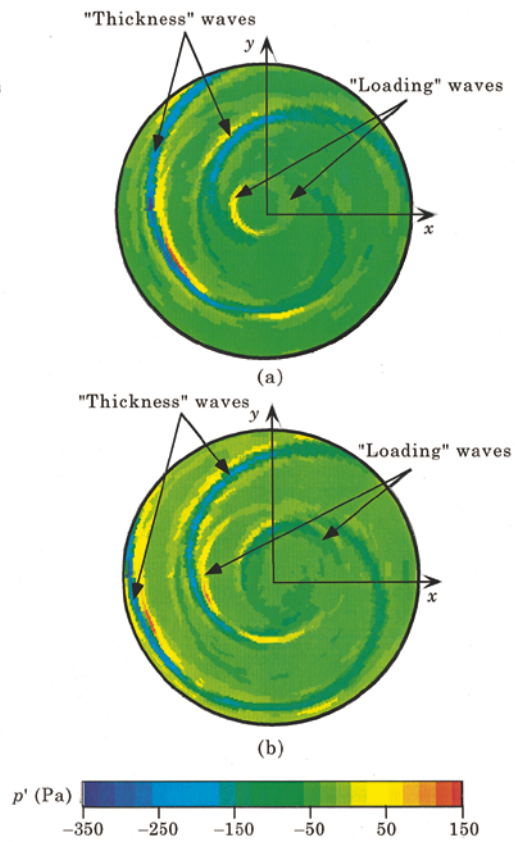 "Thickness" waves
y
"Loading" waves
x
(a)
"Thickness" waves
y
"Loading" waves
x
(b)
p' (Pa)
−350 −250 −150 −50 50 150